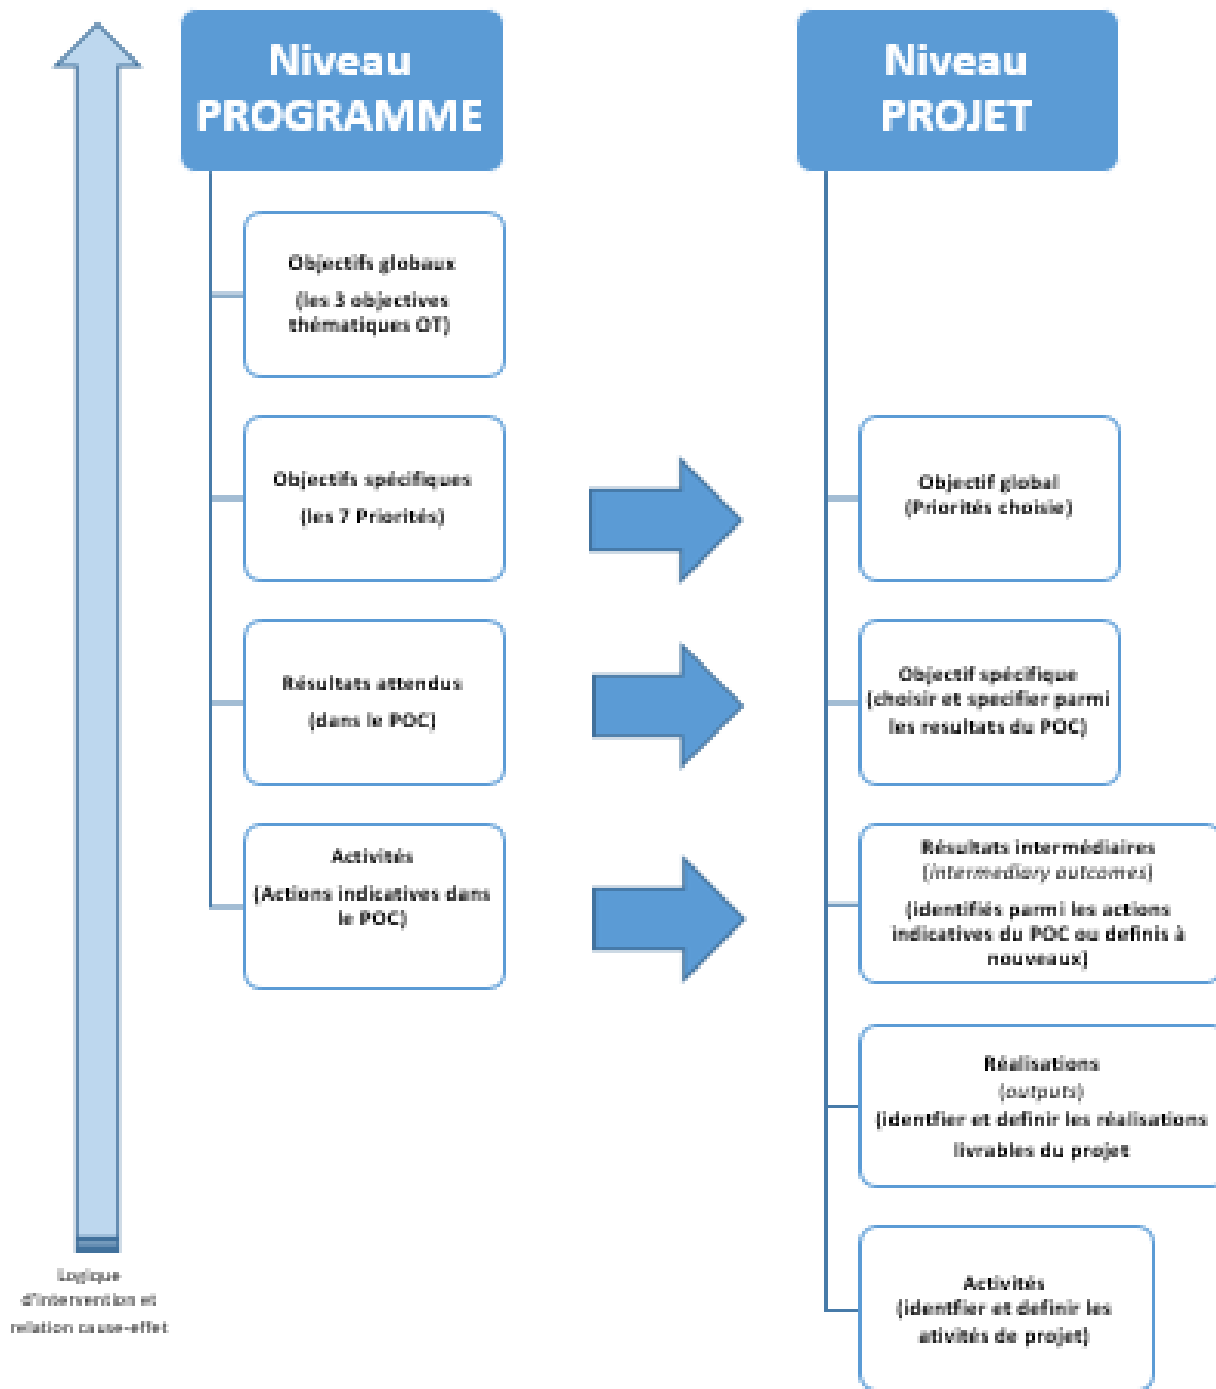 Niveau
PROGRAMME
Objectifs globaux
(les 3 objectives
thématiques OT)
Objectifs spécifiques
(les 7 Priorités)
Résultats attendus
(dans le POC)
Activités
(Actions indicatives dans
le POC)
Niveau
PROJET
Objectif global
(Priorités choisie)
Objectif spécifique
(choisir et specifier parmi
les resultats du POC)
Résultats intermédiaires
(intermediary outcomes)
(identifiés parmi les actions
indicatives du POC ou definis à
nouveaux)
Réalisations
(outputs)
(identfier et definir les réalisations
livrables du projet
Activités
(identfier et definir les
ativités de projet)
Logique
d'intervention et
relation cause-effet